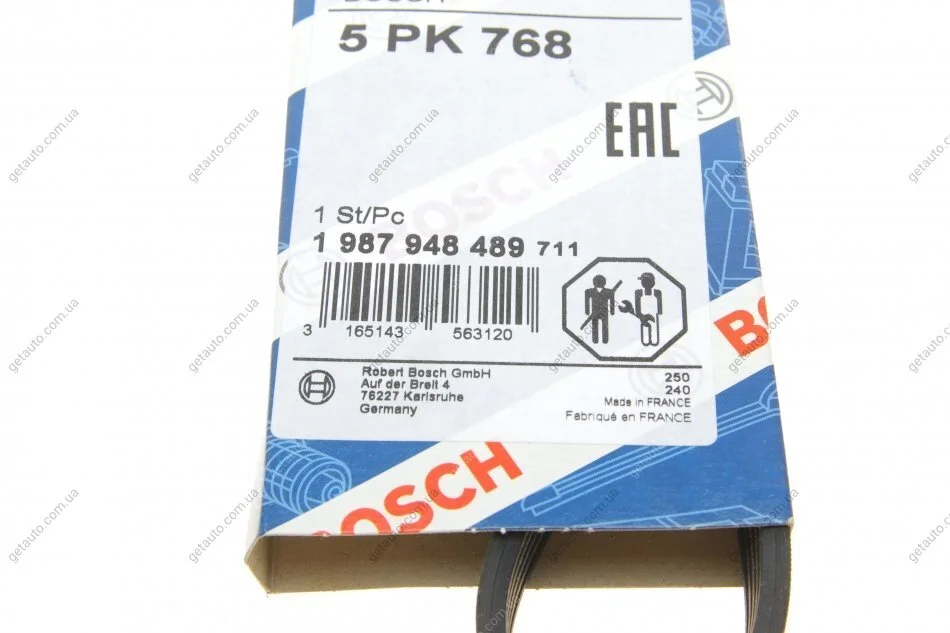 BOSCH
5 PK 768
EAC
BOSCH
1 St/Pc
1 987 948 489 711
3 165143 563120
Robert Bosch GmbH
Auf der Breit 4
76227 Karlsruhe
Germany
250
240
Made in FRANCE
Fabriqué en FRANCE
BOSCH
getauto.com.ua